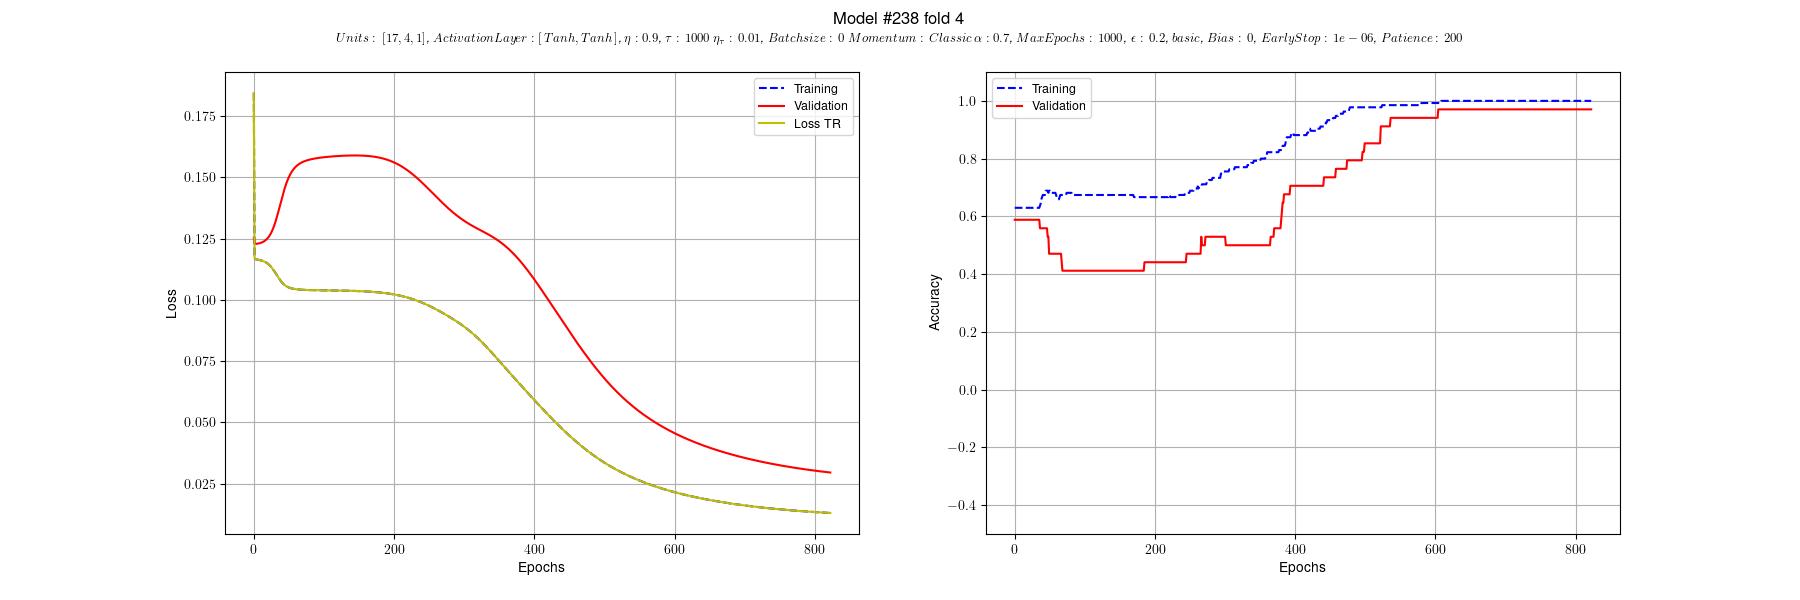 Model #238 fold 4
Units : [17, 4, 1], ActivationLayer : [Tanh, Tanh], η : 0.9, τ : 1000 ητ : 0.01, Batchsize : 0 Momentum : Classic α : 0.7, MaxEpochs : 1000, ϵ : 0.2, basic, Bias : 0, EarlyStop : 1e − 06, Patience : 200
Training
Validation
Loss TR
0.175
0.150
0.125
0.100
0.075
0.050
0.025
Loss
0 200 400 600 800
Epochs
Training
Validation
1.0
0.8
0.6
0.4
0.2
0.0
−0.2
−0.4
Accuracy
0 200 400 600 800
Epochs